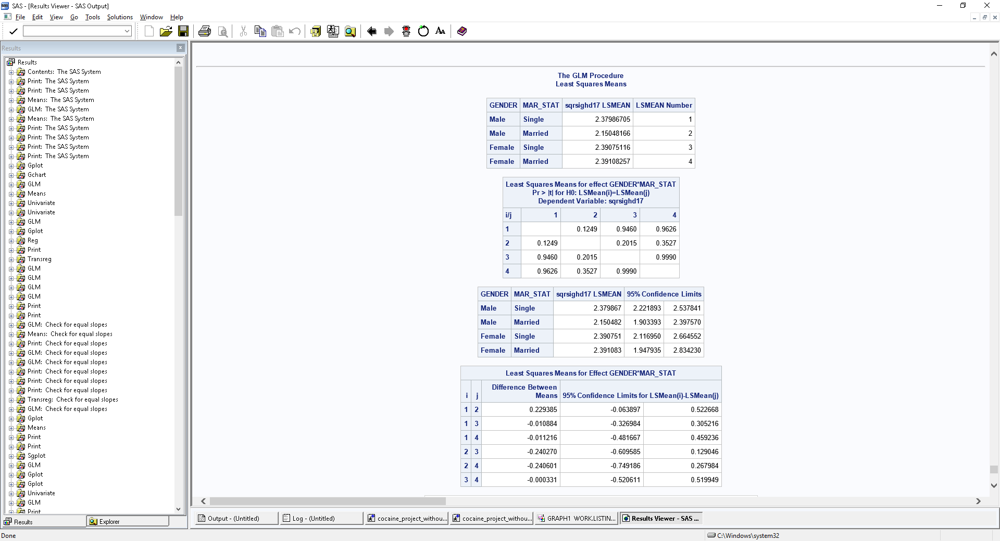 SAS - [Results Viewer - SAS Output]
File Edit View Go Tools Solutions Window Help
Results
Results
Contents: The SAS System
Print: The SAS System
Print: The SAS System
Means: The SAS System
GLM: The SAS System
Means: The SAS System
Print: The SAS System
Print: The SAS System
Print: The SAS System
Print: The SAS System
Gplot
Gchart
GLM
Means
Univariate
Univariate
GLM
Gplot
Reg
Print
Transreg
GLM
GLM
GLM
GLM
Print
Print
GLM: Check for equal slopes
Means: Check for equal slopes
Print: Check for equal slopes
GLM: Check for equal slopes
GLM: Check for equal slopes
Print: Check for equal slopes
Print: Check for equal slopes
Print: Check for equal slopes
Transreg: Check for equal slopes
GLM: Check for equal slopes
Gplot
Means
Print
Print
Sgplot
GLM
Gplot
Gplot
Univariate
GLM
Print
Results Explorer
The GLM Procedure
Least Squares Means
GENDER MAR_STAT sqrsighd17 LSMEAN LSMEAN Number
Male Single 2.37986705 1
Male Married 2.15048166 2
Female Single 2.39075116 3
Female Married 2.39108257 4
Least Squares Means for effect GENDER*MAR_STAT
Pr > |t| for H0: LSMean(i)=LSMean(j)
Dependent Variable: sqrsighd17
i/j 1 2 3 4
1 0.1249 0.9460 0.9626
2 0.1249 0.2015 0.3527
3 0.9460 0.2015 0.9990
4 0.9626 0.3527 0.9990
GENDER MAR_STAT sqrsighd17 LSMEAN 95% Confidence Limits
Male Single 2.379867 2.221893 2.537841
Male Married 2.150482 1.903393 2.397570
Female Single 2.390751 2.116950 2.664552
Female Married 2.391083 1.947935 2.834230
Least Squares Means for Effect GENDER*MAR_STAT
i j Difference Between Means 95% Confidence Limits for LSMean(i)-LSMean(j)
1 2 0.229385 -0.063897 0.522668
1 3 -0.010884 -0.326984 0.305216
1 4 -0.011216 -0.481667 0.459236
2 3 -0.240270 -0.609585 0.129046
2 4 -0.240601 -0.749186 0.267984
3 4 -0.000331 -0.520611 0.519949
Output - (Untitled) Log - (Untitled) cocaine_project_withou... cocaine_project_withou... GRAPH1 WORK.LISTIN... Results Viewer - SAS ...
Done C:\Windows\system32